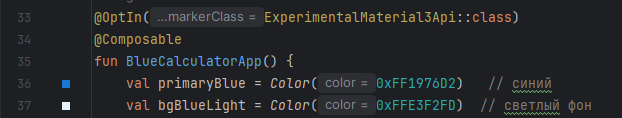 33 @OptIn( ...markerClass = ExperimentalMaterial3Api::class)
34 @Composable
35 fun BlueCalculatorApp() {
36 val primaryBlue = Color( color = 0xFF1976D2) // синий
37 val bgBlueLight = Color( color = 0xFFE3F2FD) // светлый фон